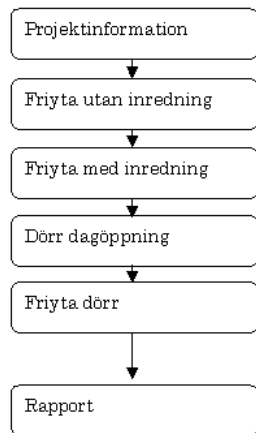 Projektinformation
Friyta utan inredning
Friyta med inredning
Dörr dagöppning
Friyta dörr
Rapport